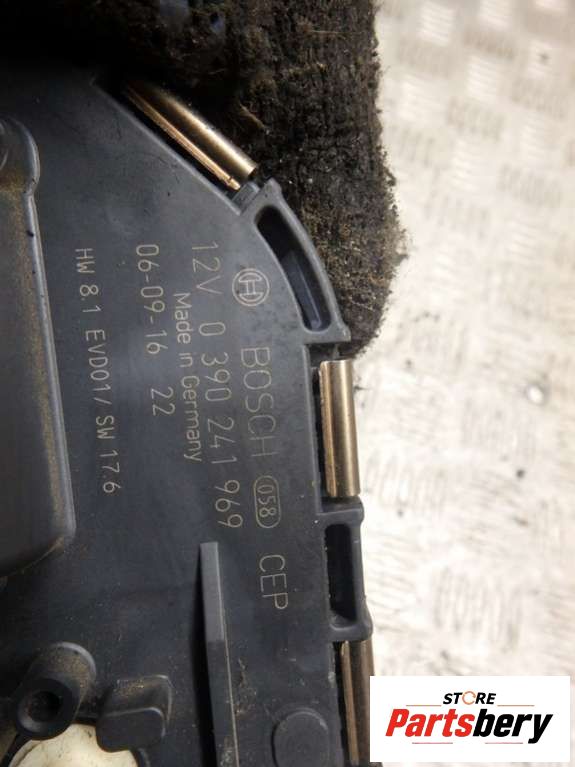 BOSCH 058 CEP
12V 0 390 241 969
Made in Germany
06-09-16 22
HW 8.1 EVD01/SW 17.6
STORE
Partsbery